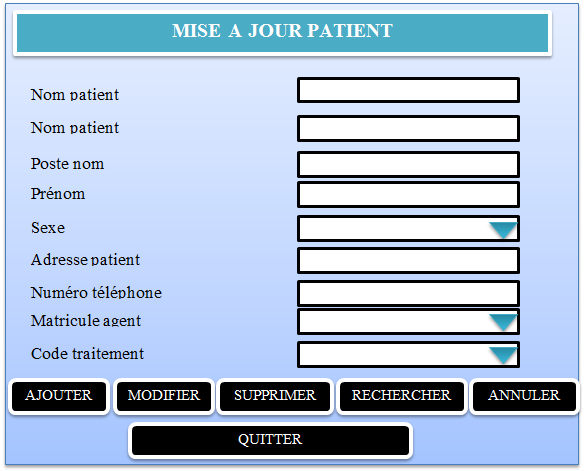 MISE A JOUR PATIENT
Nom patient
Nom patient
Poste nom
Prénom
Sexe
Adresse patient
Numéro téléphone
Matricule agent
Code traitement
AJOUTER MODIFIER SUPPRIMER RECHERCHER ANNULER
QUITTER